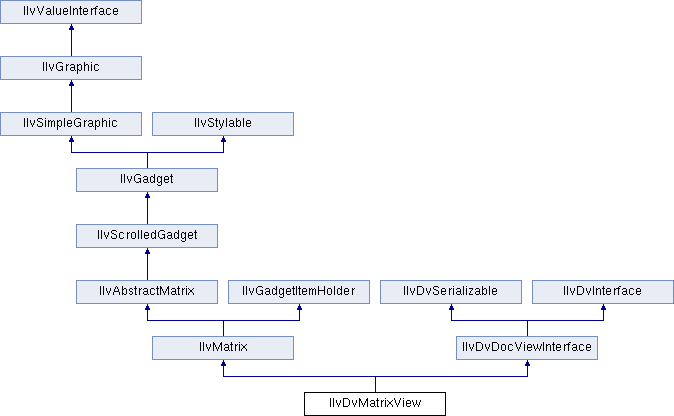 IlvValueInterface
IlvGraphic
IlvSimpleGraphic
IlvStylable
IlvGadget
IlvScrolledGadget
IlvAbstractMatrix
IlvGadgetItemHolder
IlvDvSerializable
IlvDvInterface
IlvMatrix
IlvDvDocViewInterface
IlvDvMatrixView